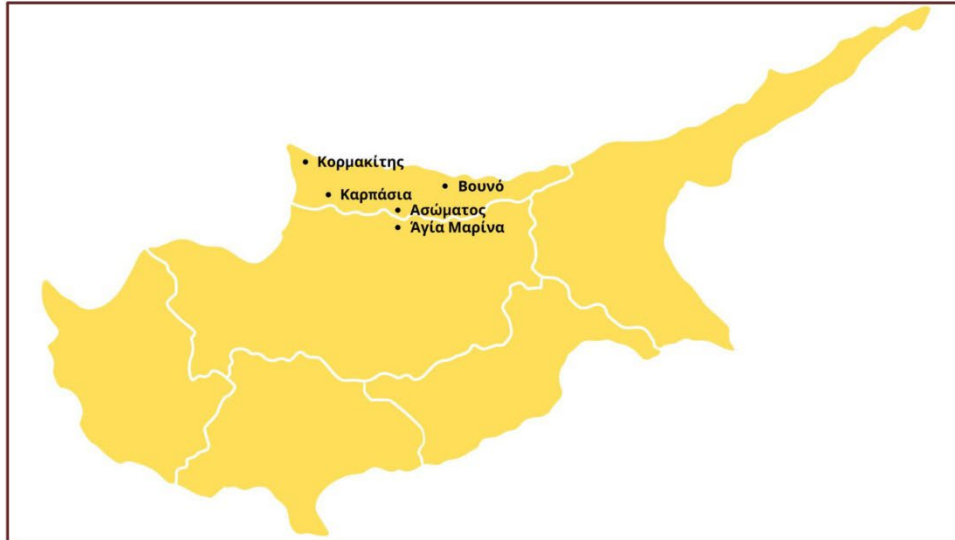 Κορμακίτης
Βουνό
Καρπάσια
Ασώματος
Άγία Μαρίνα